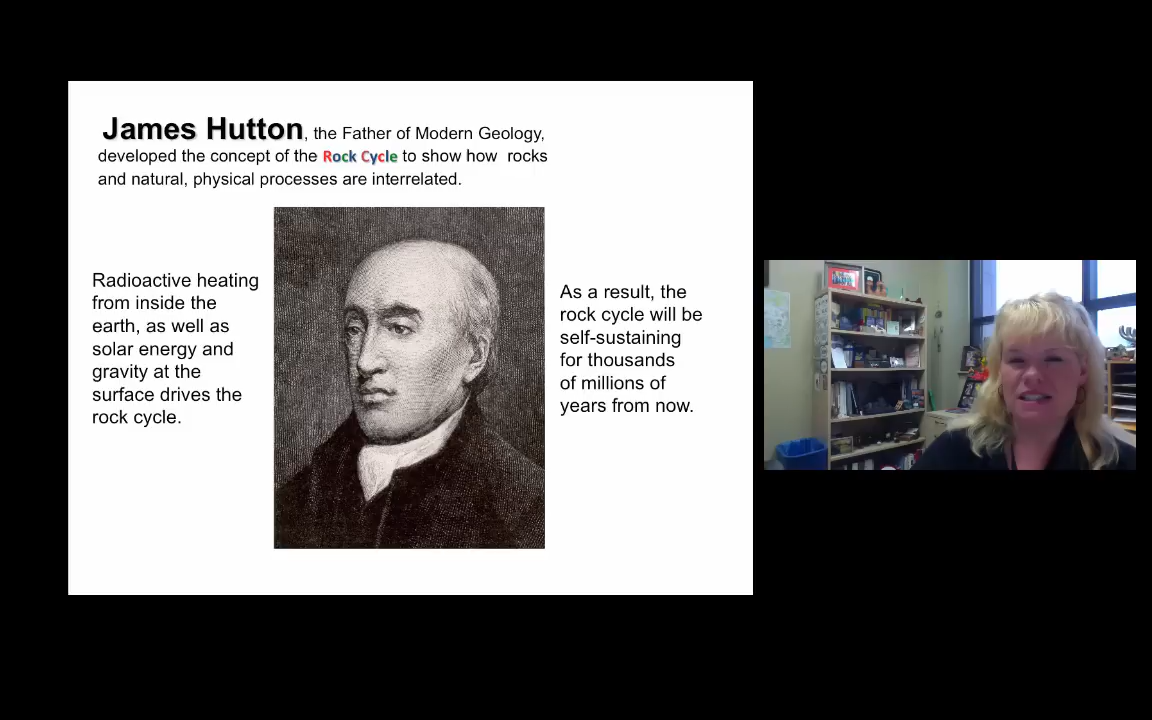 James Hutton, the Father of Modern Geology,
developed the concept of the Rock Cycle to show how rocks
and natural, physical processes are interrelated.
Radioactive heating
from inside the
earth, as well as
solar energy and
gravity at the
surface drives the
rock cycle.
As a result, the
rock cycle will be
self-sustaining
for thousands
of millions of
years from now.